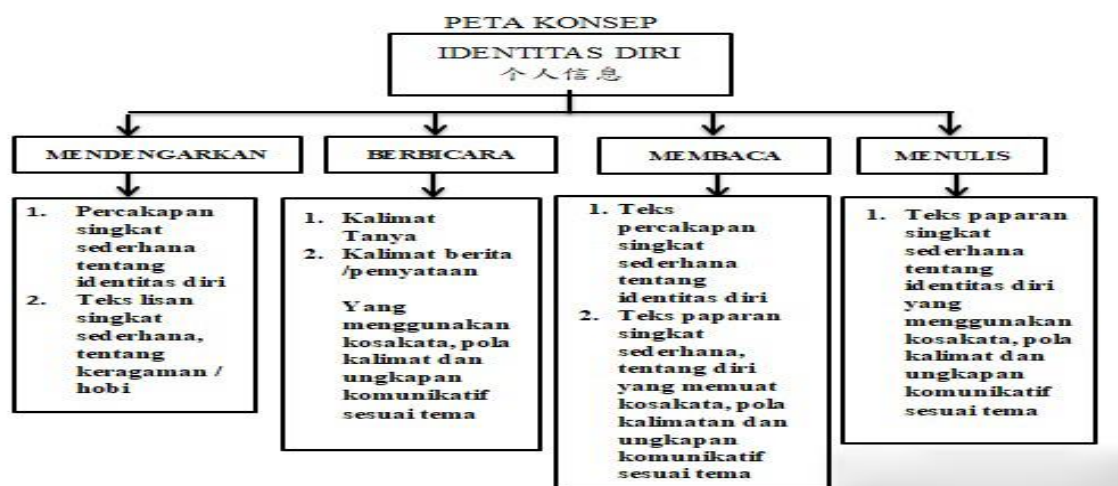 PETA KONSEP
IDENTITAS DIRI
个人信息
MENDENGARKAN
BERBICARA
MEMBACA
MENULIS
1. Percakapan
singkat
sederhana
tentang
identitas diri
2. Teks lisan
singkat
sederhana,
tentang
keragaman /
hobi
1. Kalimat
Tanya
2. Kalimat berita
/pemyataan
Yang
menggunakan
kosakata, pola
kalimat dan
ungkapan
komunikatif
sesuai tema
1. Teks
percakapan
singkat
sederhana
tentang
identitas diri
2. Teks paparan
singkat
sederhana,
tentang diri
yang memuat
kosakata, pola
kalimatan dan
ungkapan
komunikatif
sesuai tema
1. Teks paparan
singkat
sederhana
tentang
identitas diri
yang
menggunakan
kosakata, pola
kalimat dan
ungkapan
komunikatif
sesuai tema